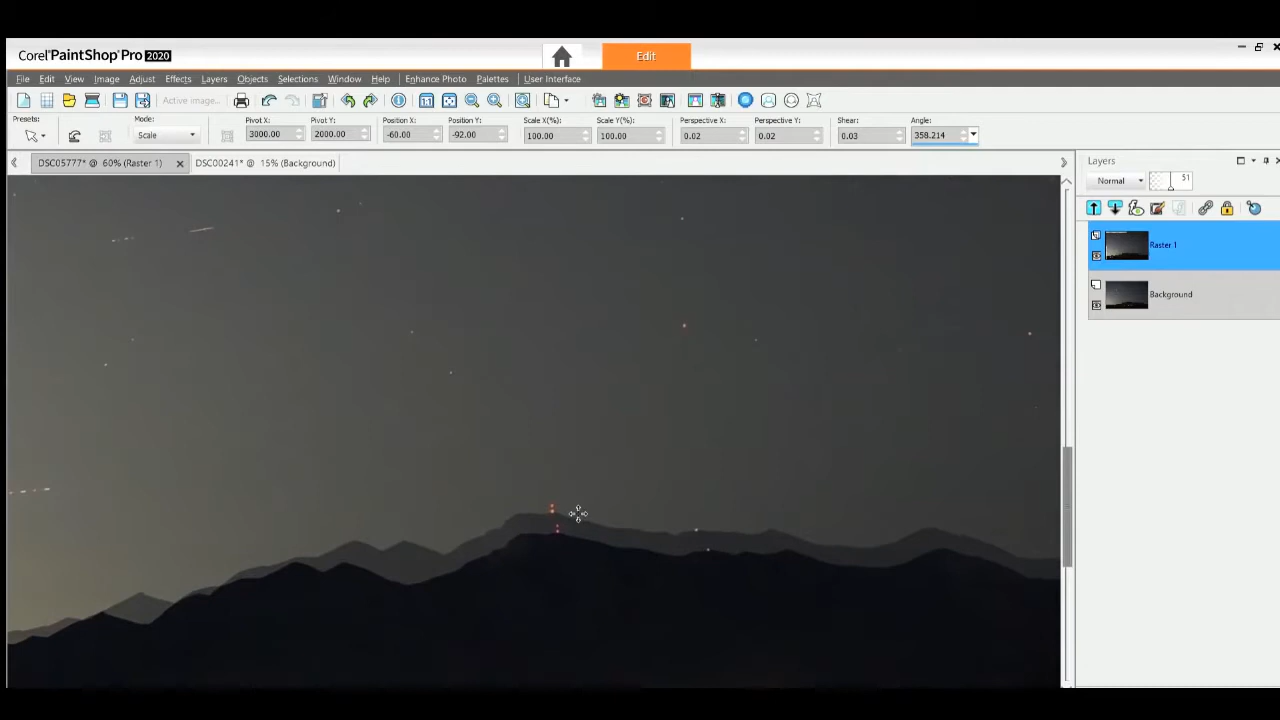 Corel PaintShop Pro 2020
Edit
File Edit View Image Adjust Effects Layers Objects Selections Window Help Enhance Photo Palettes User Interface
Active image...
Presets: Mode: Pivot X: Pivot Y: Position X: Position Y: Scale X(%): Scale Y(%): Perspective X: Perspective Y: Shear: Angle:
Scale 3000.00 2000.00 -60.00 -92.00 100.00 100.00 0.02 0.02 0.03 358.214
DSC05777* @ 60% (Raster 1) DSC00241* @ 15% (Background)
Layers
Normal 51
Raster 1
Background